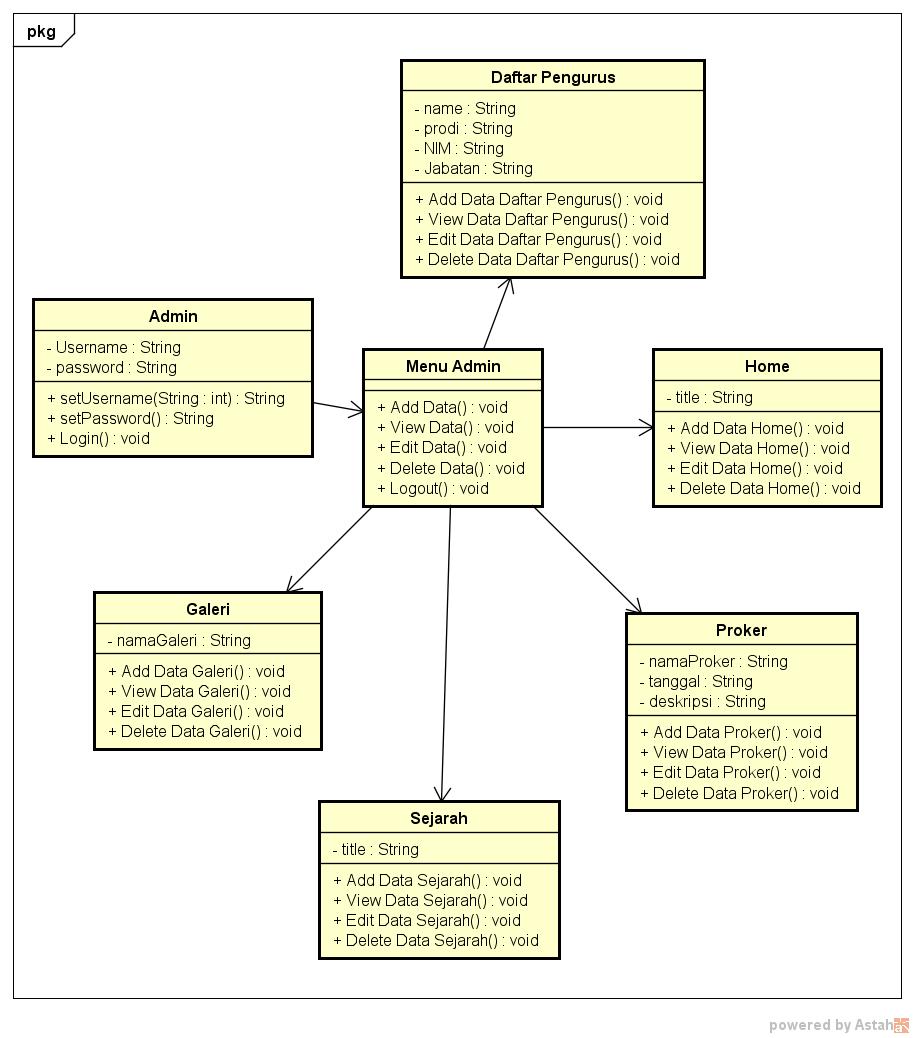 pkg
Daftar Pengurus
- name : String
- prodi : String
- NIM : String
- Jabatan : String
+ Add Data Daftar Pengurus() : void
+ View Data Daftar Pengurus() : void
+ Edit Data Daftar Pengurus() : void
+ Delete Data Daftar Pengurus() : void
Admin
- Username : String
- password : String
+ setUsername(String : int) : String
+ setPassword() : String
+ Login() : void
Menu Admin
+ Add Data() : void
+ View Data() : void
+ Edit Data() : void
+ Delete Data() : void
+ Logout() : void
Home
- title : String
+ Add Data Home() : void
+ View Data Home() : void
+ Edit Data Home() : void
+ Delete Data Home() : void
Galeri
- namaGaleri : String
+ Add Data Galeri() : void
+ View Data Galeri() : void
+ Edit Data Galeri() : void
+ Delete Data Galeri() : void
Proker
- namaProker : String
- tanggal : String
- deskripsi : String
+ Add Data Proker() : void
+ View Data Proker() : void
+ Edit Data Proker() : void
+ Delete Data Proker() : void
Sejarah
- title : String
+ Add Data Sejarah() : void
+ View Data Sejarah() : void
+ Edit Data Sejarah() : void
+ Delete Data Sejarah() : void
powered by Astah